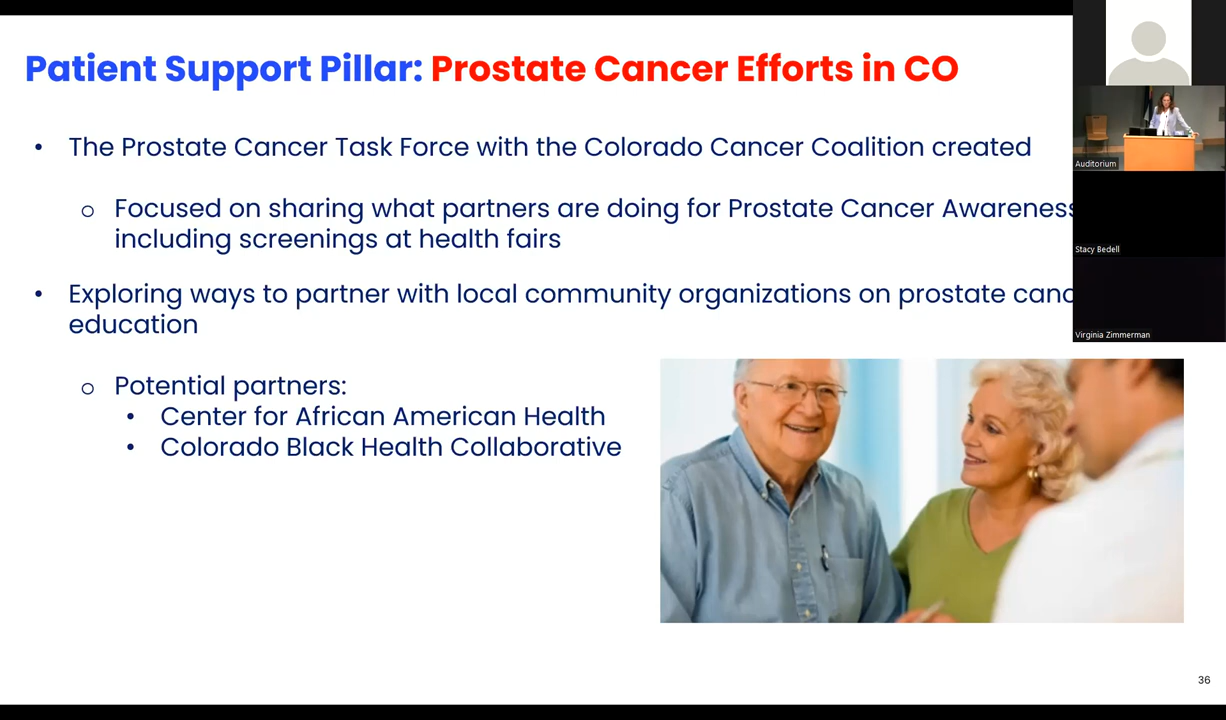 Patient Support Pillar: Prostate Cancer Efforts in CO
• The Prostate Cancer Task Force with the Colorado Cancer Coalition created
o Focused on sharing what partners are doing for Prostate Cancer Awareness
including screenings at health fairs
• Exploring ways to partner with local community organizations on prostate canc
education
o Potential partners:
• Center for African American Health
• Colorado Black Health Collaborative
Auditorium
Stacy Bedell
Virginia Zimmerman
36